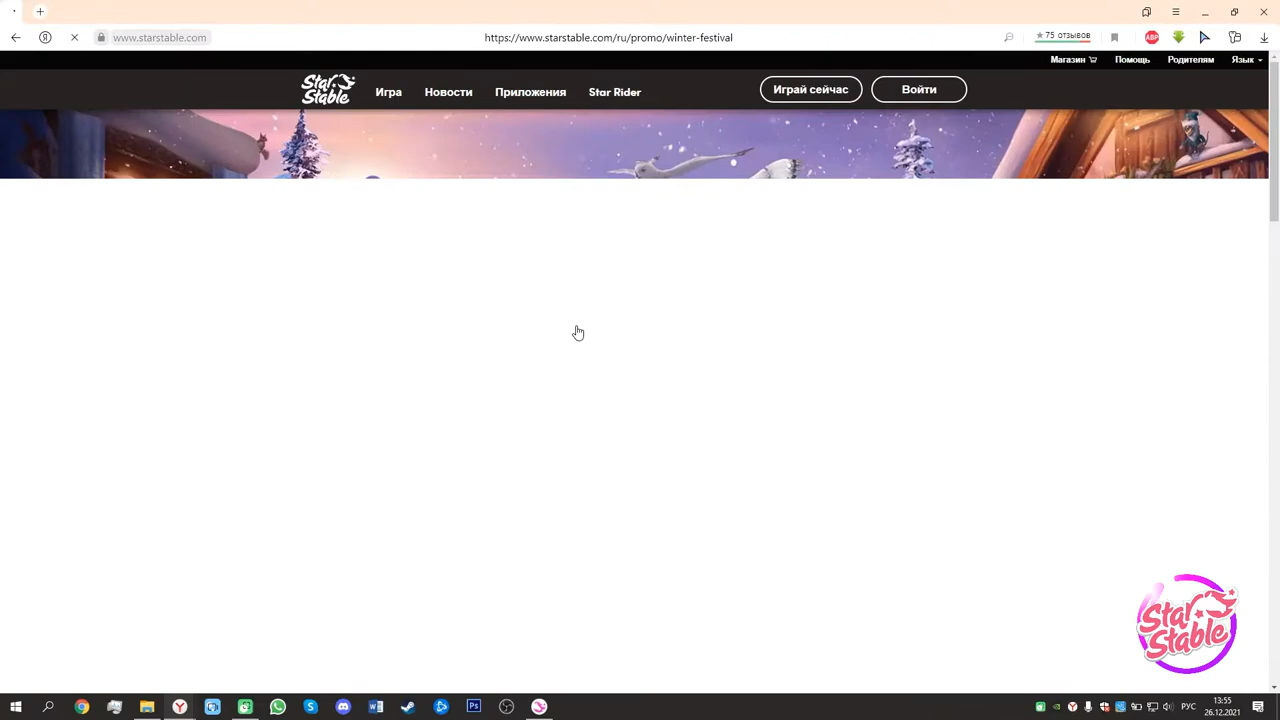 www.starstable.com
https://www.starstable.com/ru/promo/winter-festival
★75 отзывов
ABP
Магазин Помощь Родителям Язык
Star Stable
Игра Новости Приложения Star Rider
Играй сейчас Войти
Star
Stable
РУС
13:55
26.12.2021